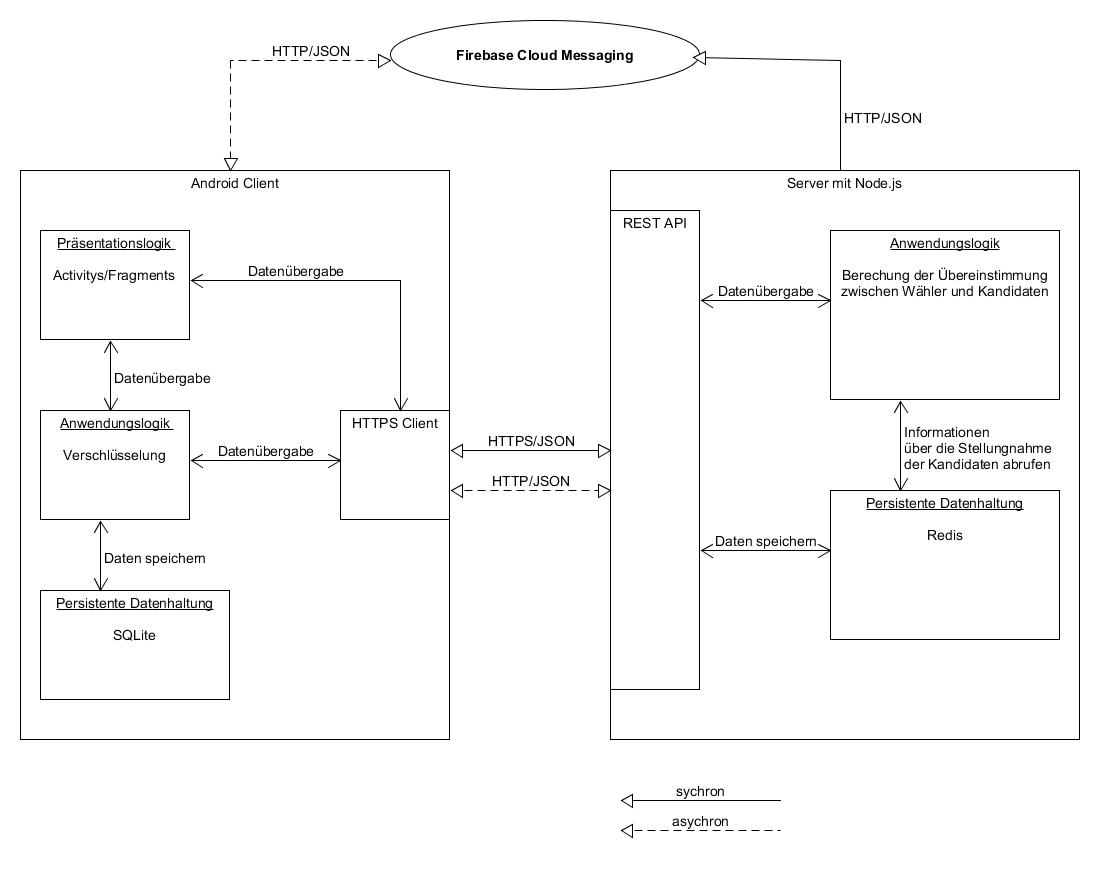 HTTP/JSON
Firebase Cloud Messaging
HTTP/JSON
Android Client
Präsentationslogik
Activitys/Fragments
Datenübergabe
Datenübergabe
Anwendungslogik
Verschlüsselung
Datenübergabe
HTTPS Client
Daten speichern
Persistente Datenhaltung
SQLite
HTTPS/JSON
HTTP/JSON
Server mit Node.js
REST API
Datenübergabe
Anwendungslogik
Berechung der Übereinstimmung
zwischen Wähler und Kandidaten
Informationen
über die Stellungnahme
der Kandidaten abrufen
Daten speichern
Persistente Datenhaltung
Redis
sychron
asychron